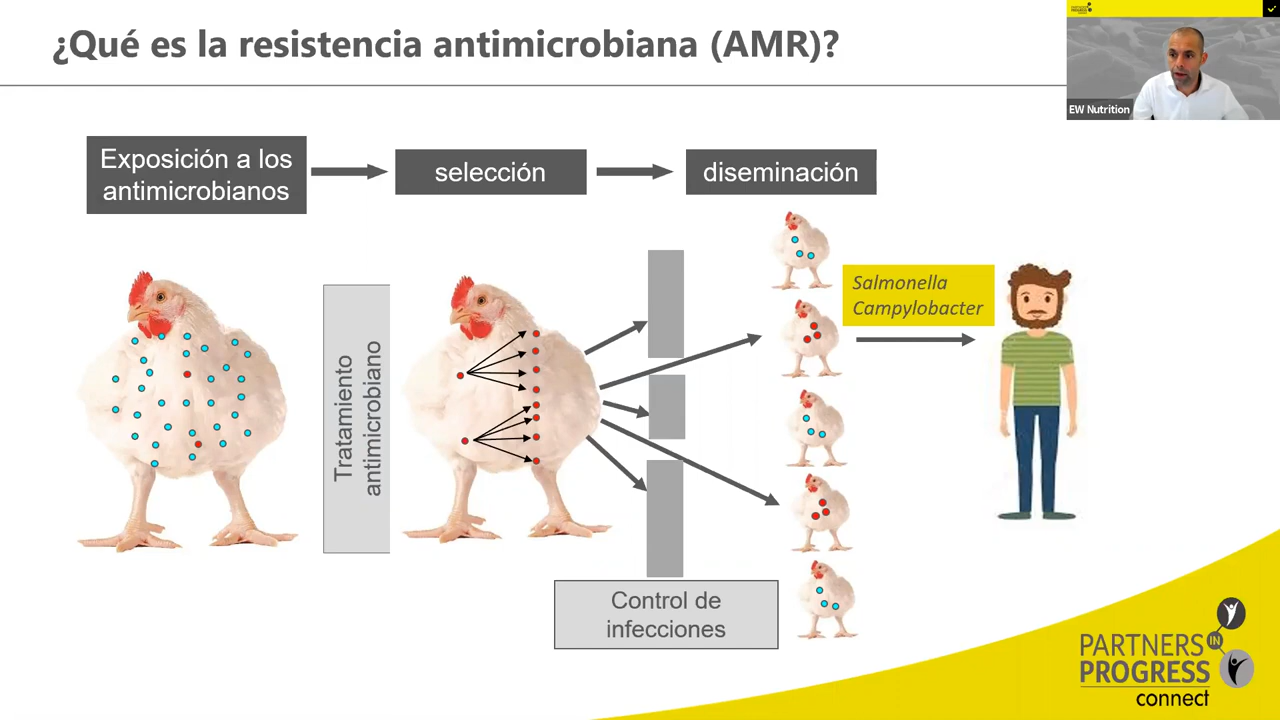 ¿Qué es la resistencia antimicrobiana (AMR)?
EW Nutrition
Exposición a los
antimicrobianos
selección
diseminación
Tratamiento
antimicrobiano
Salmonella
Campylobacter
Control de
infecciones
PARTNERS
IN
PROGRESS
connect